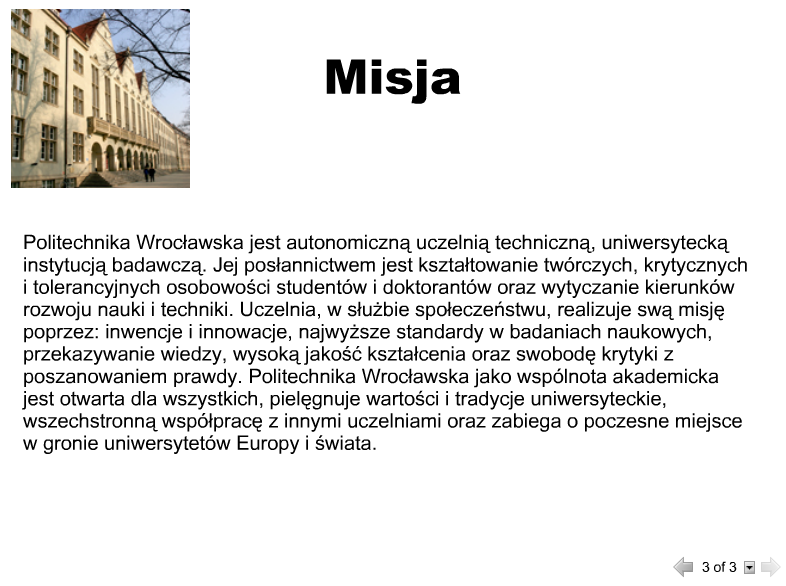 Misja
Politechnika Wrocławska jest autonomiczną uczelnią techniczną, uniwersytecką
instytucją badawczą. Jej posłannictwem jest kształtowanie twórczych, krytycznych
i tolerancyjnych osobowości studentów i doktorantów oraz wytyczanie kierunków
rozwoju nauki i techniki. Uczelnia, w służbie społeczeństwu, realizuje swą misję
poprzez: inwencje i innowacje, najwyższe standardy w badaniach naukowych,
przekazywanie wiedzy, wysoką jakość kształcenia oraz swobodę krytyki z
poszanowaniem prawdy. Politechnika Wrocławska jako wspólnota akademicka
jest otwarta dla wszystkich, pielęgnuje wartości i tradycje uniwersyteckie,
wszechstronną współpracę z innymi uczelniami oraz zabiega o poczesne miejsce
w gronie uniwersytetów Europy i świata.
3 of 3